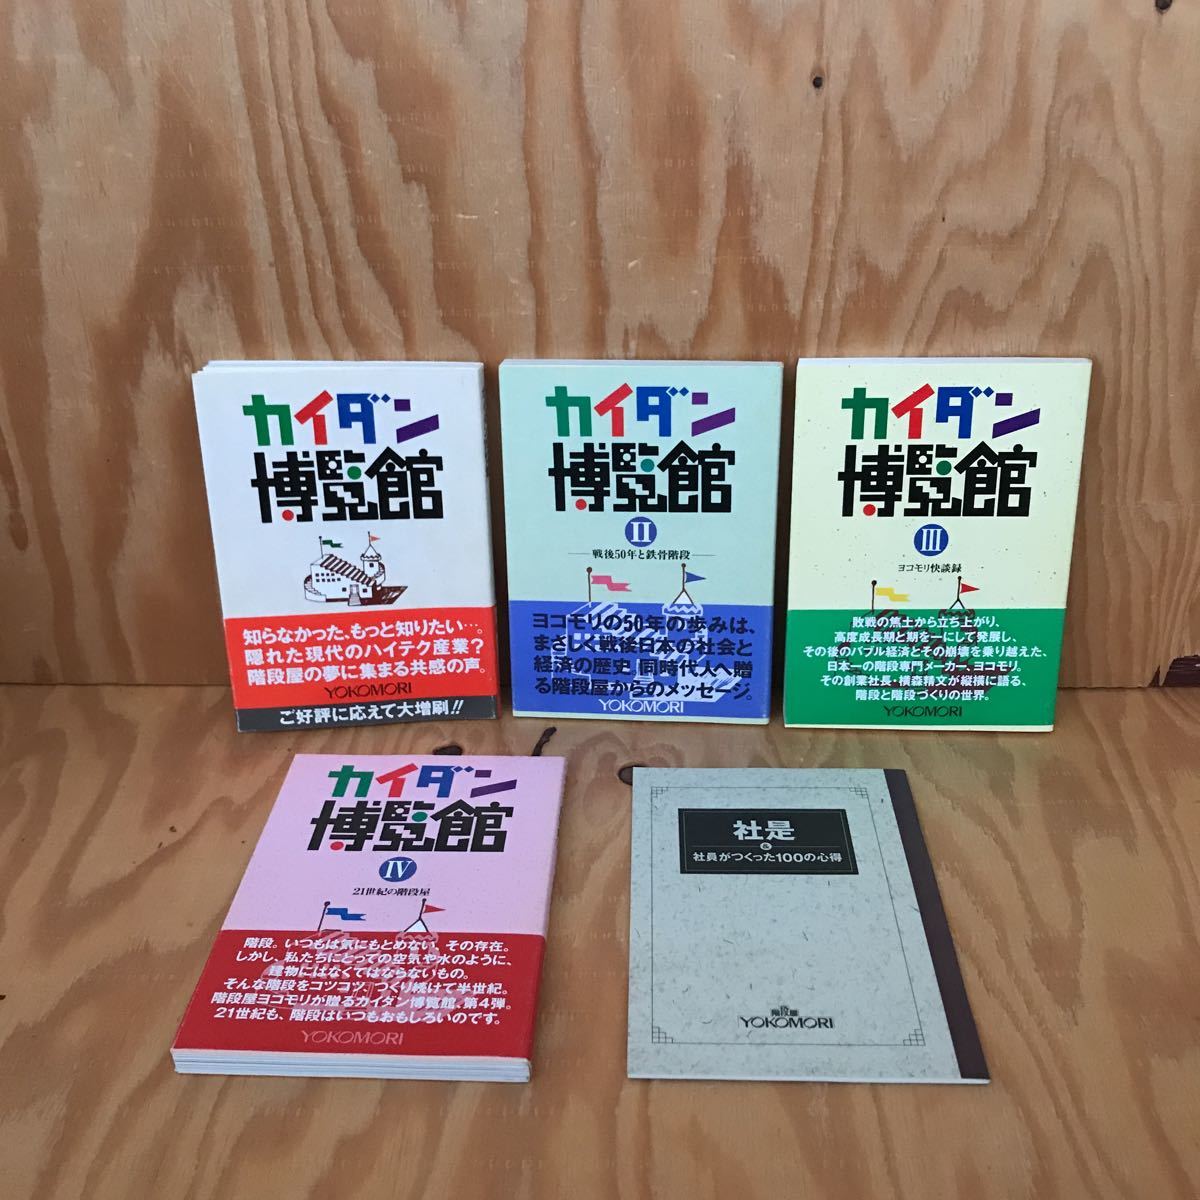 カイダン
博覧館
知らなかった、もっと知りたい…。
隠れた現代のハイテク産業?
階段屋の夢に集まる共感の声。
YOKOMORI
ご好評に応えて大増刷!!
カイダン
博覧館
II
戦後50年と鉄骨階段
ヨコモリの50年の歩みは、
まさしく戦後日本の社会と
経済の歴史 同時代人へ贈
る階段屋からのメッセージ。
YOKOMORI
カイダン
博覧館
III
ヨコモリ快談録
敗戦の焦土から立ち上がり、
高度成長期と期を一にして発展し、
その後のバブル経済とその崩壊を乗り越えた、
日本一の階段専門メーカー、ヨコモリ。
その創業社長・横森精文が縦横に語る、
階段と階段づくりの世界。
YOKOMORI
カイダン
博覧館
IV
21世紀の階段屋
階段。いつもは気にもとめない、その存在。
しかし、私たちにとっての空気や水のように、
建物にはなくてはならないもの。
そんな階段をコツコツ、つくり続けて半世紀。
階段屋ヨコモリが贈るカイダン博覧館、第4弾。
21世紀も、階段はいつもおもしろいのです。
YOKOMORI
社是
&
社員がつくった100の心得
階段屋
YOKOMORI